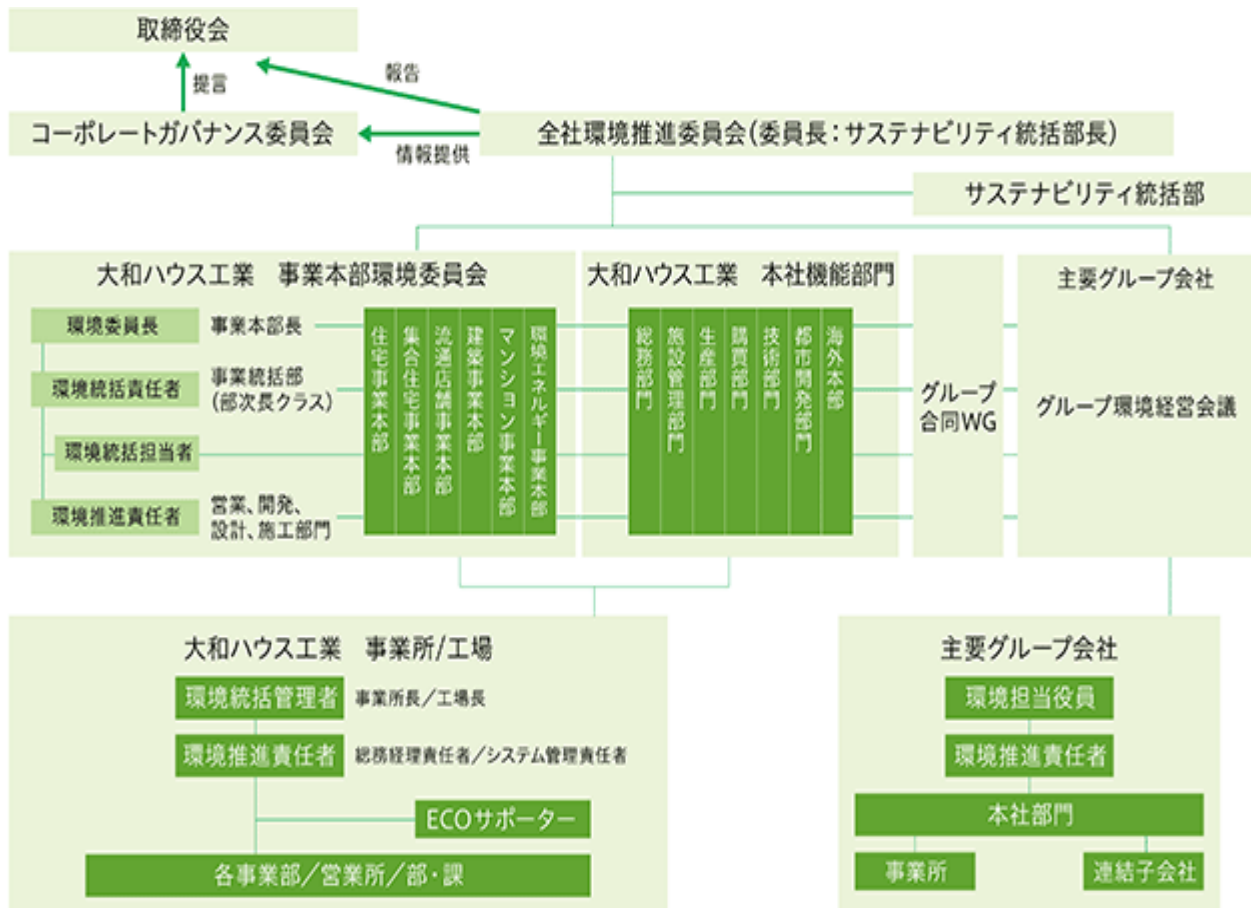 取締役会
提言
報告
コーポレートガバナンス委員会
情報提供
全社環境推進委員会(委員長:サステナビリティ統括部長)
サステナビリティ統括部
大和ハウス工業 事業本部環境委員会
環境委員長
事業本部長
環境統括責任者
事業統括部
(部次長クラス)
環境統括担当者
環境推進責任者
営業、開発、
設計、施工部門
住宅事業本部
集合住宅事業本部
流通店舗事業本部
建築事業本部
マンション事業本部
環境エネルギー事業本部
大和ハウス工業 本社機能部門
総務部門
施設管理部門
生産部門
購買部門
技術部門
都市開発部門
海外本部
グループ
合同WG
主要グループ会社
グループ環境経営会議
大和ハウス工業 事業所/工場
環境統括管理者
事業所長/工場長
環境推進責任者
総務経理責任者/システム管理責任者
ECOサポーター
各事業部/営業所/部・課
主要グループ会社
環境担当役員
環境推進責任者
本社部門
事業所
連結子会社